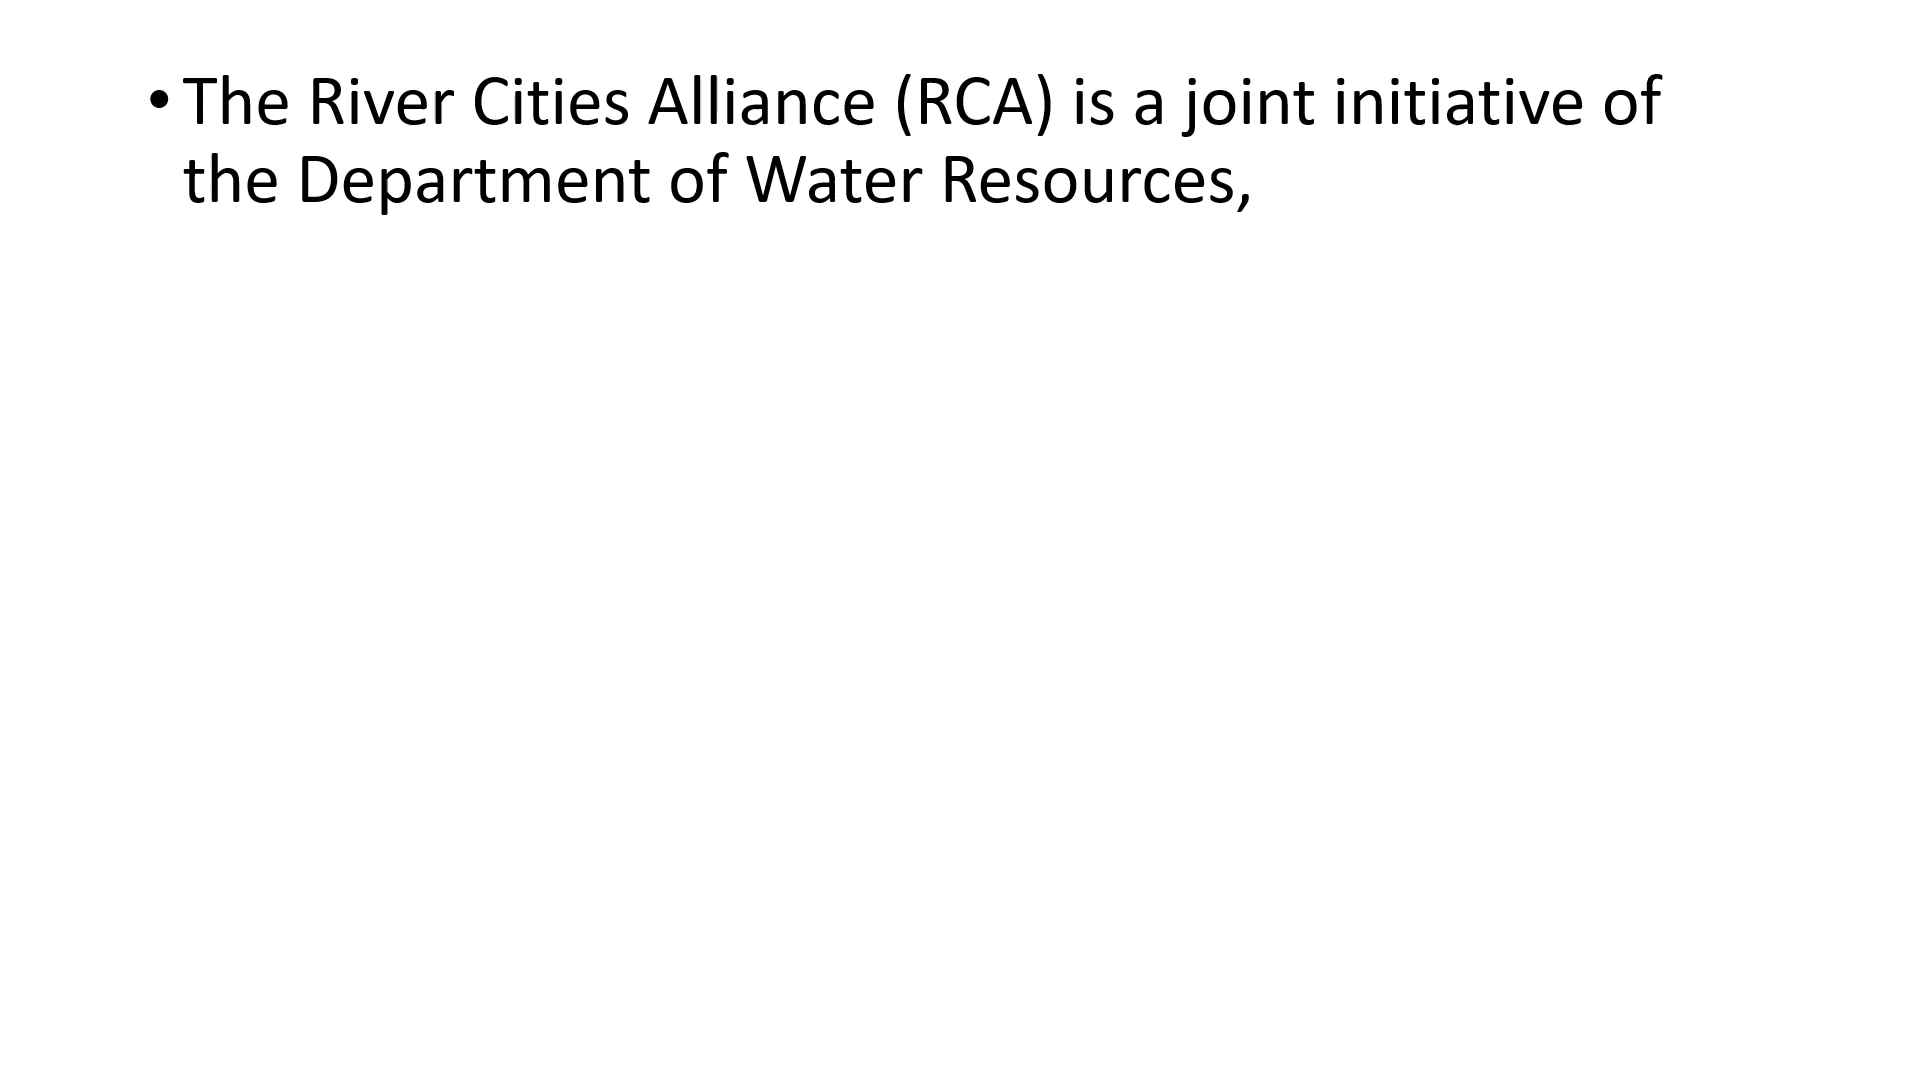 • The River Cities Alliance (RCA) is a joint initiative of
the Department of Water Resources,